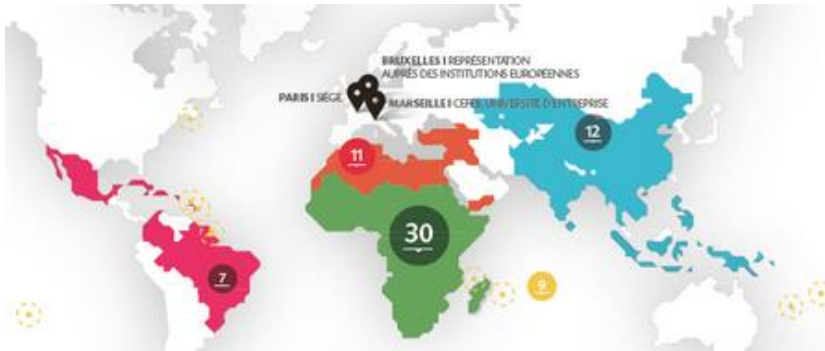 BRUXELLES I REPRÉSENTATION
AUPRÈS DES INSTITUTIONS EUROPÉENNES
PARIS I SIÈGE
MARSEILLE I CEFEB, UNIVERSITÉ D'ENTREPRISE
12
11
30
7
9